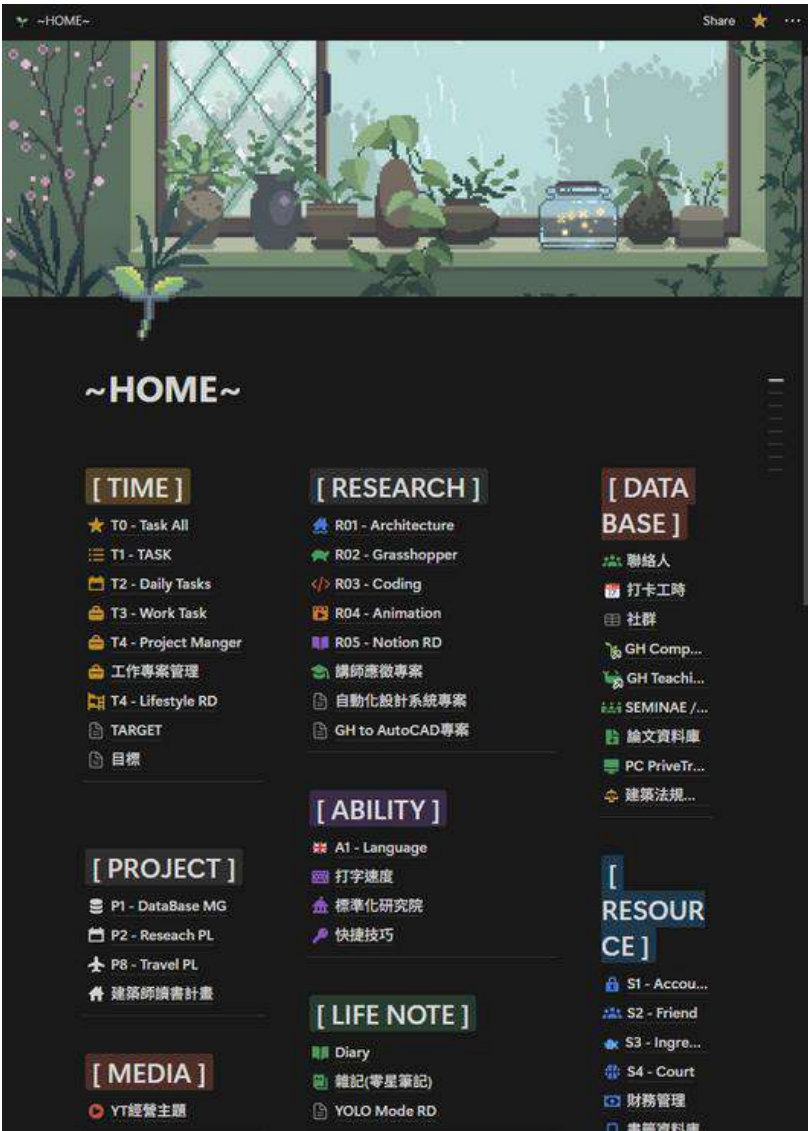 ~HOME~
Share
~HOME~
[ TIME ]
T0 - Task All
T1 - TASK
T2 - Daily Tasks
T3 - Work Task
T4 - Project Manger
工作專案管理
T4 - Lifestyle RD
TARGET
目標
[ PROJECT ]
P1 - DataBase MG
P2 - Reseach PL
P8 - Travel PL
建築師讀書計畫
[ MEDIA ]
YT經營主題
[ RESEARCH ]
R01 - Architecture
R02 - Grasshopper
R03 - Coding
R04 - Animation
R05 - Notion RD
講師應徵專案
自動化設計系統專案
GH to AutoCAD專案
[ ABILITY ]
A1 - Language
打字速度
標準化研究院
快捷技巧
[ LIFE NOTE ]
Diary
雜記(零星筆記)
YOLO Mode RD
[ DATA
BASE ]
聯絡人
打卡工時
社群
GH Comp...
GH Teachi...
SEMINAE /...
論文資料庫
PC PriveTr...
建築法規...
[
RESOUR
CE ]
S1 - Accou...
S2 - Friend
S3 - Ingre...
S4 - Court
財務管理